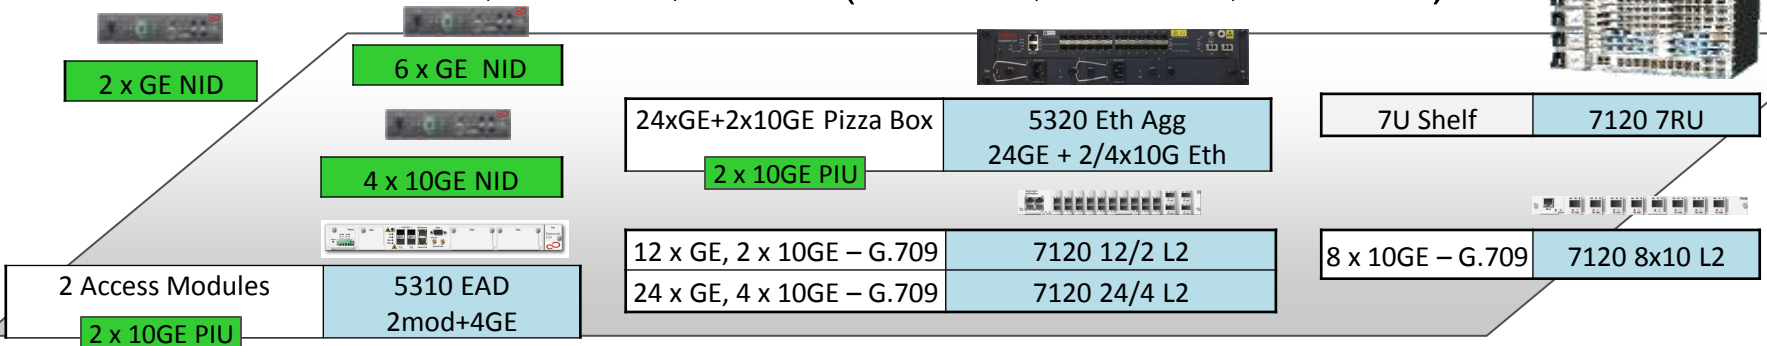 2 x GE NID
6 x GE NID
4 x 10GE NID
2 Access Modules
2 x 10GE PIU
5310 EAD
2mod+4GE
24xGE+2x10GE Pizza Box
2 x 10GE PIU
5320 Eth Agg
24GE + 2/4x10G Eth
12 x GE, 2 x 10GE – G.709
7120 12/2 L2
24 x GE, 4 x 10GE – G.709
7120 24/4 L2
7U Shelf
7120 7RU
8 x 10GE – G.709
7120 8x10 L2